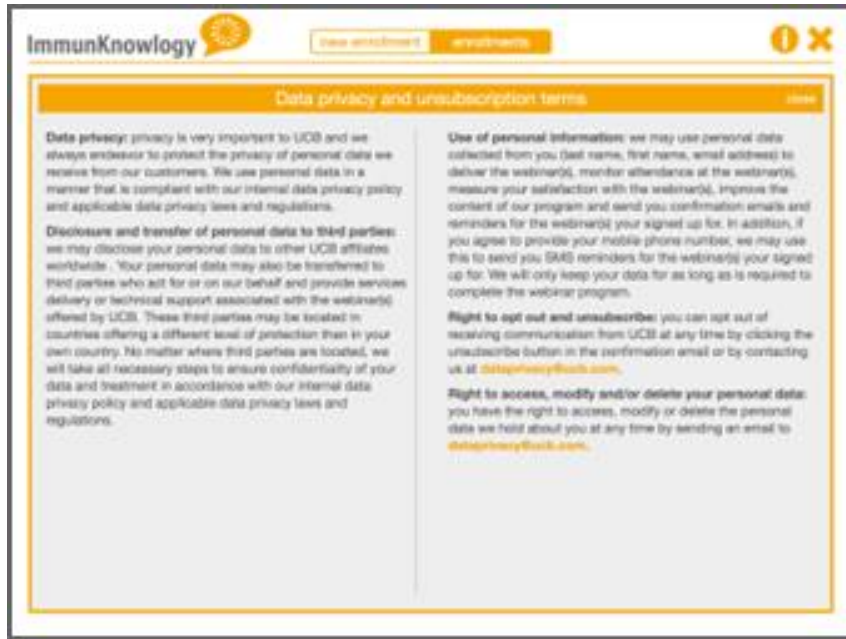 ImmunKnowlogy
new enrollment
enrollments
Data privacy and unsubscription terms
close
Data privacy: privacy is very important to UCB and we
always endeavor to protect the privacy of personal data we
receive from our customers. We use personal data in a
manner that is compliant with our internal data privacy policy
and applicable data privacy laws and regulations.
Disclosure and transfer of personal data to third parties:
we may disclose your personal data to other UCB affiliates
worldwide . Your personal data may also be transferred to
third parties who act for or on our behalf and provide services
delivery or technical support associated with the webinar(s)
offered by UCB. These third parties may be located in
countries offering a different level of protection than in your
own country. No matter where third parties are located, we
will take all necessary steps to ensure confidentiality of your
data and treatment in accordance with our internal data
privacy policy and applicable data privacy laws and
regulations.
Use of personal information: we may use personal data
collected from you (last name, first name, email address) to
deliver the webinar(s), monitor attendance at the webinar(s),
measure your satisfaction with the webinar(s), improve the
content of our program and send you confirmation emails and
reminders for the webinar(s) your signed up for. In addition, if
you agree to provide your mobile phone number, we may use
this to send you SMS reminders for the webinar(s) your signed
up for. We will only keep your data for as long as is required to
complete the webinar program.
Right to opt out and unsubscribe: you can opt out of
receiving communication from UCB at any time by clicking the
unsubscribe button in the confirmation email or by contacting
us at dataprivacy@ucb.com.
Right to access, modify and/or delete your personal data:
you have the right to access, modify or delete the personal
data we hold about you at any time by sending an email to
dataprivacy@ucb.com.